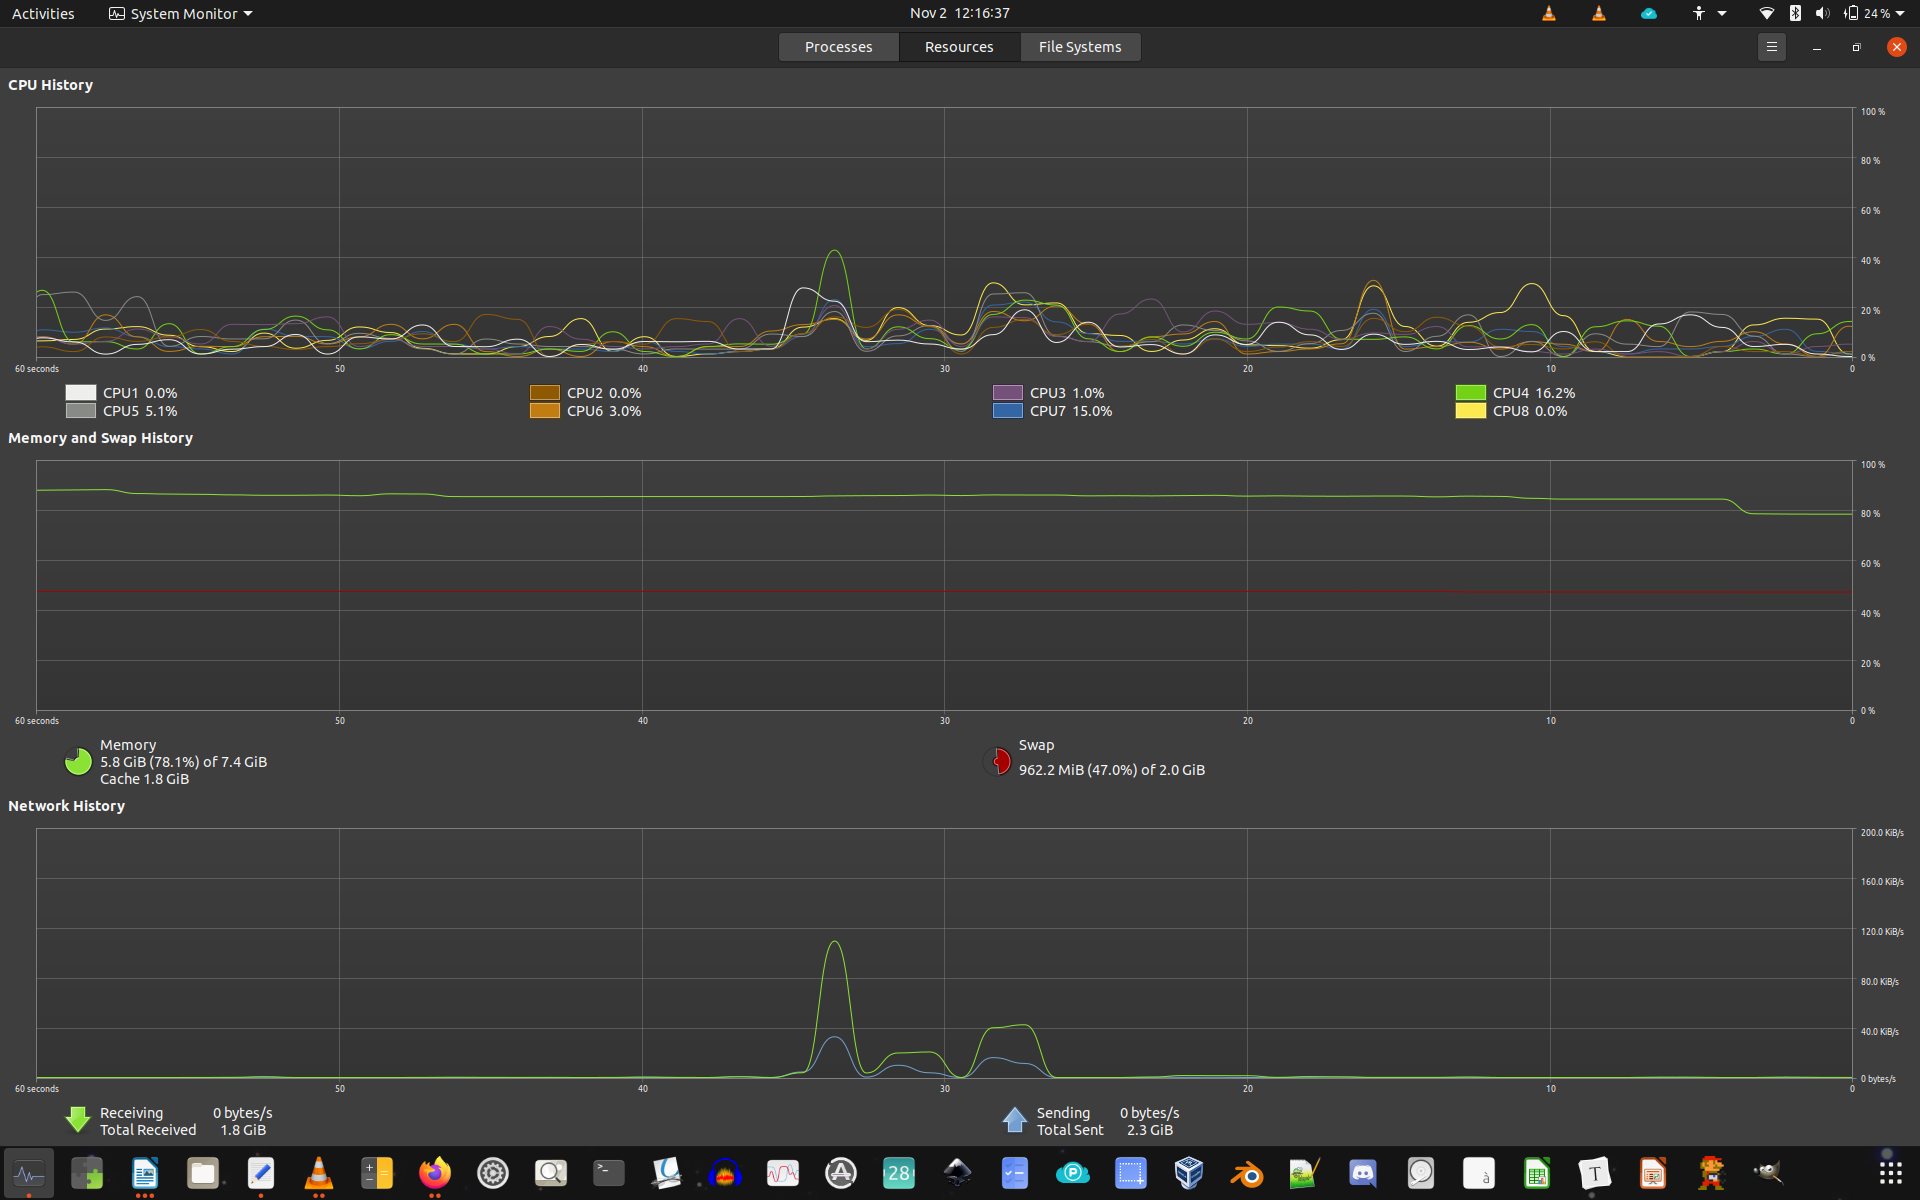 Activities System Monitor Nov 2 12:16:37 24 %
Processes Resources File Systems
CPU History
100 %
80 %
60 %
40 %
20 %
0 %
60 seconds 50 40 30 20 10 0
CPU1 0.0% CPU2 0.0% CPU3 1.0% CPU4 16.2%
CPU5 5.1% CPU6 3.0% CPU7 15.0% CPU8 0.0%
Memory and Swap History
100 %
80 %
60 %
40 %
20 %
0 %
60 seconds 50 40 30 20 10 0
Memory
5.8 GiB (78.1%) of 7.4 GiB
Cache 1.8 GiB
Swap
962.2 MiB (47.0%) of 2.0 GiB
Network History
200.0 KiB/s
160.0 KiB/s
120.0 KiB/s
80.0 KiB/s
40.0 KiB/s
0 bytes/s
60 seconds 50 40 30 20 10 0
Receiving 0 bytes/s
Total Received 1.8 GiB
Sending 0 bytes/s
Total Sent 2.3 GiB
28
à
T